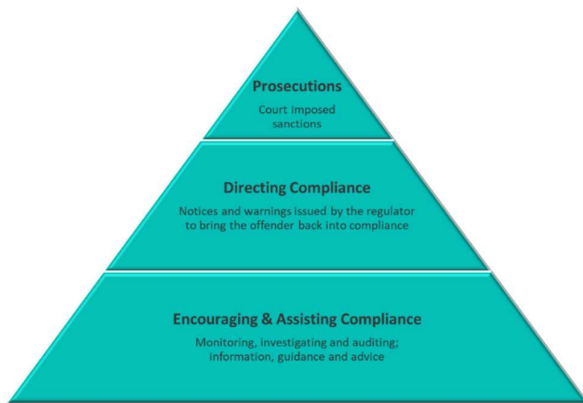 Prosecutions
Court imposed
sanctions
Directing Compliance
Notices and warnings issued by the regulator
to bring the offender back into compliance
Encouraging & Assisting Compliance
Monitoring, investigating and auditing;
information, guidance and advice